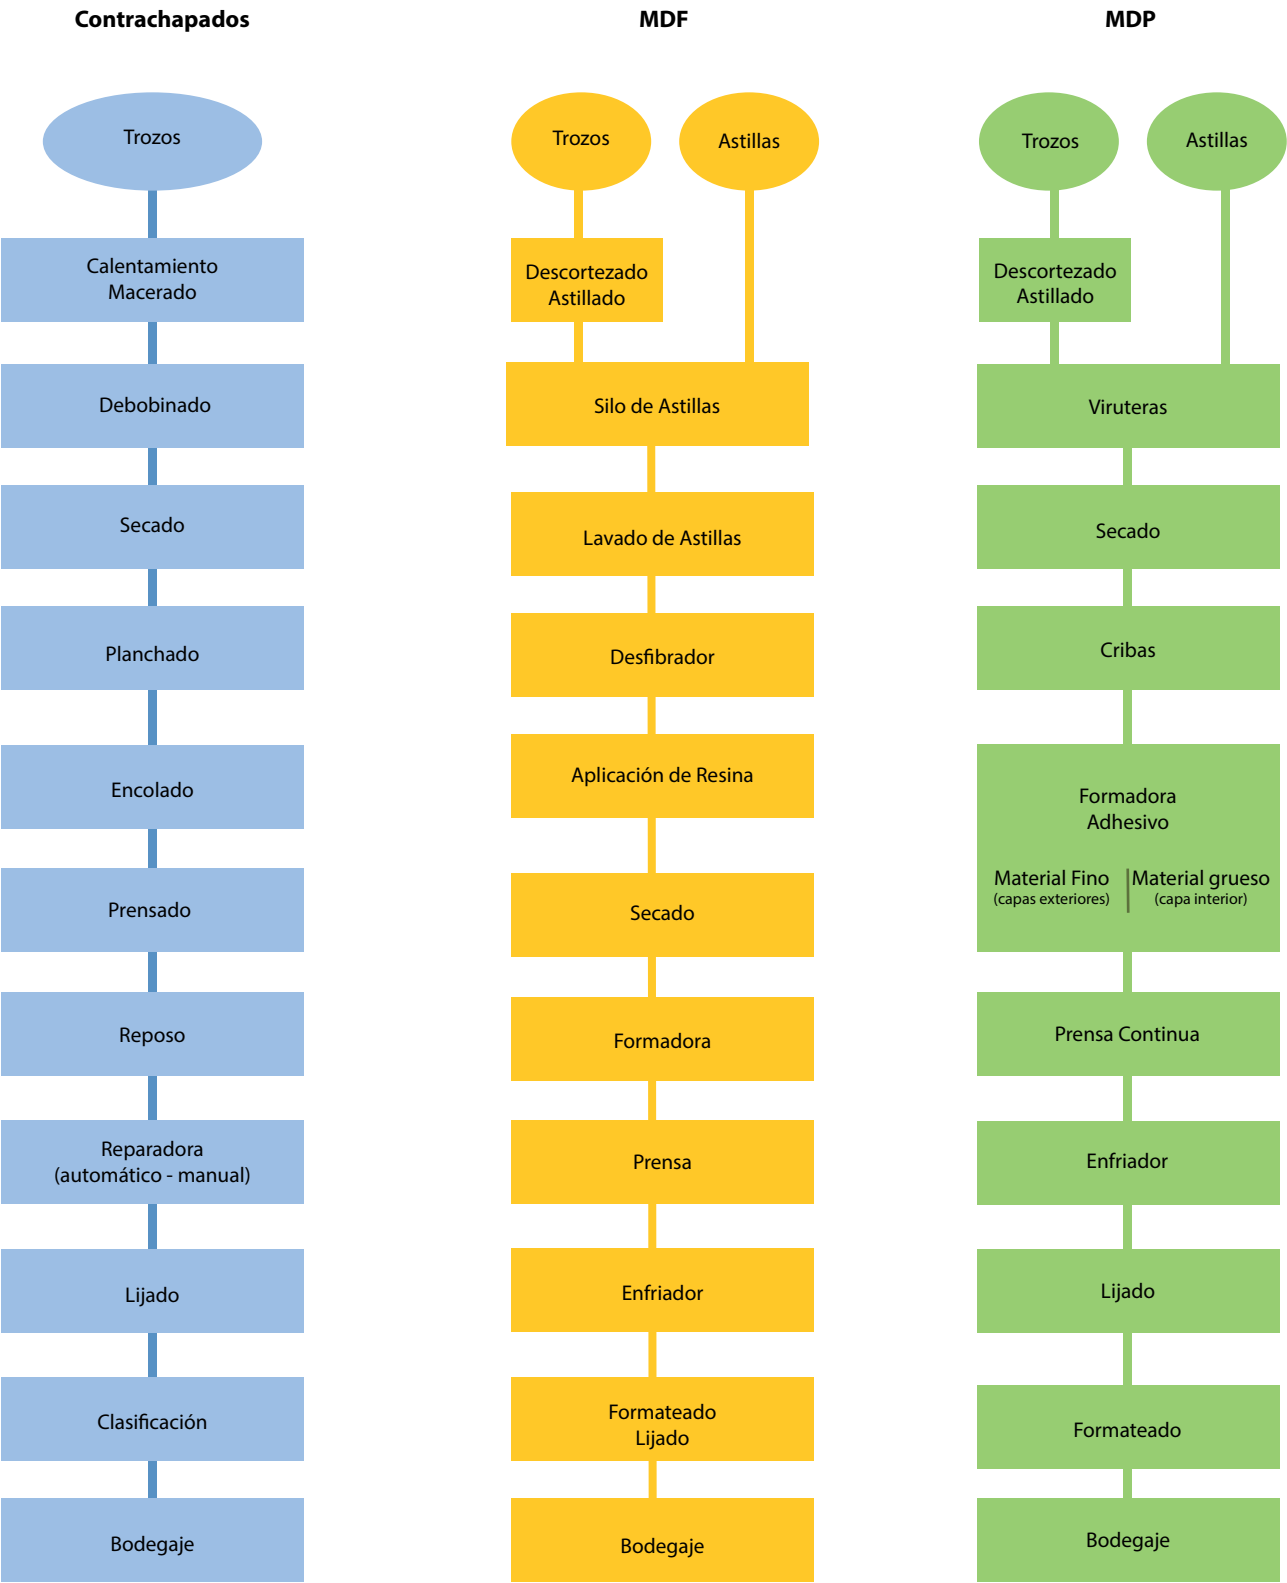 Contrachapados
Trozos
Calentamiento
Macerado
Debobinado
Secado
Planchado
Encolado
Prensado
Reposo
Reparadora
(automático - manual)
Lijado
Clasificación
Bodegaje
MDF
Trozos
Astillas
Descortezado
Astillado
Silo de Astillas
Lavado de Astillas
Desfibrador
Aplicación de Resina
Secado
Formadora
Prensa
Enfriador
Formateado
Lijado
Bodegaje
MDP
Trozos
Astillas
Descortezado
Astillado
Viruteras
Secado
Cribas
Formadora
Adhesivo
Material Fino
(capas exteriores)
Material grueso
(capa interior)
Prensa Continua
Enfriador
Lijado
Formateado
Bodegaje